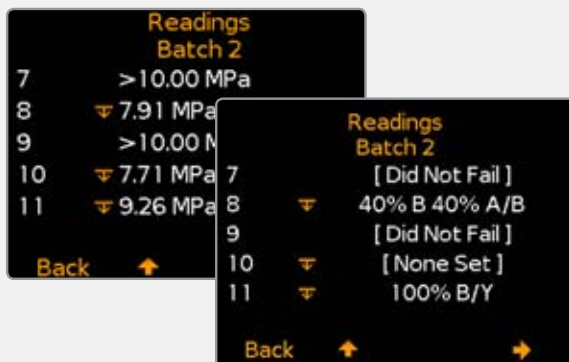 Readings
Batch 2
7 >10.00 MPa
8 7.91 MPa
9 >10.00 M
10 7.71 MPa
11 9.26 MPa
Back
Readings
Batch 2
7 [ Did Not Fail ]
8 40% B 40% A/B
9 [ Did Not Fail ]
10 [ None Set ]
11 100% B/Y
Back